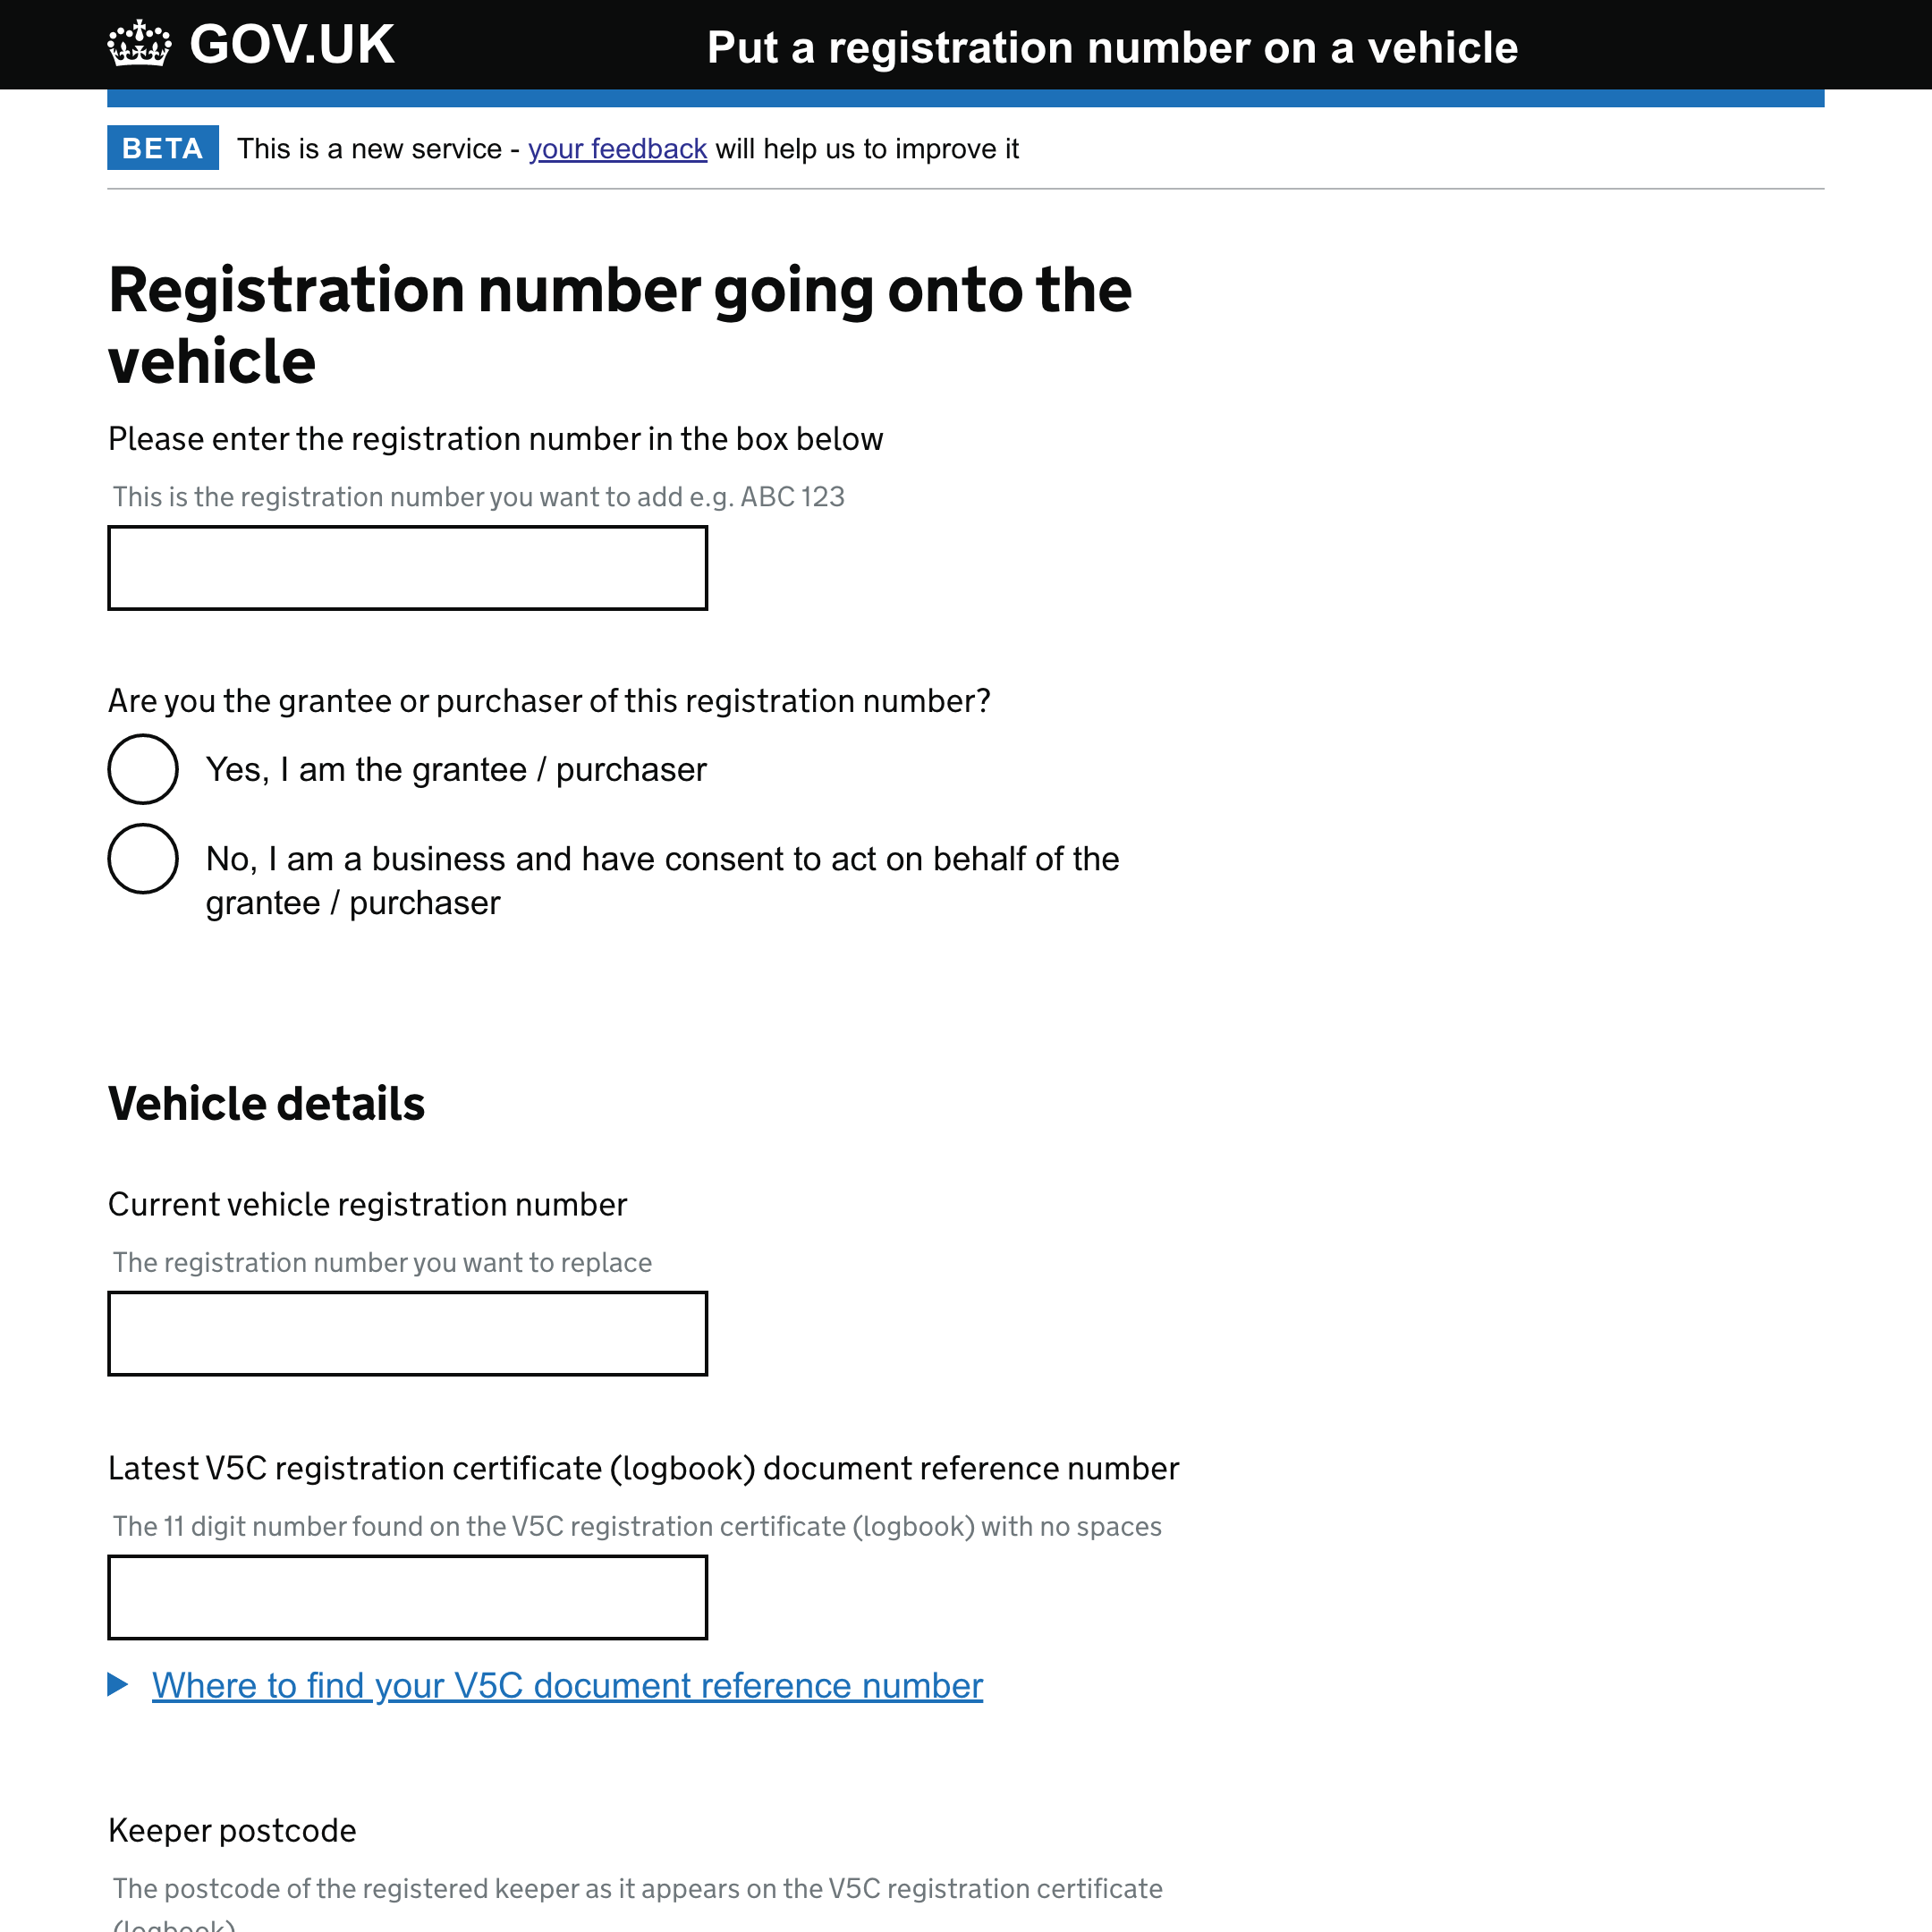 GOV.UK
Put a registration number on a vehicle
BETA This is a new service - your feedback will help us to improve it
Registration number going onto the
vehicle
Please enter the registration number in the box below
This is the registration number you want to add e.g. ABC 123
Are you the grantee or purchaser of this registration number?
Yes, I am the grantee / purchaser
No, I am a business and have consent to act on behalf of the
grantee / purchaser
Vehicle details
Current vehicle registration number
The registration number you want to replace
Latest V5C registration certificate (logbook) document reference number
The 11 digit number found on the V5C registration certificate (logbook) with no spaces
Where to find your V5C document reference number
Keeper postcode
The postcode of the registered keeper as it appears on the V5C registration certificate
(logbook)